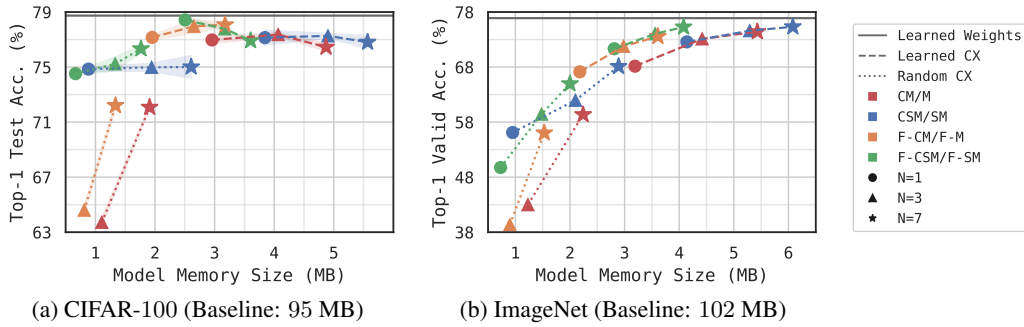 Top-1 Test Acc. (%)
79
75
71
67
63
1 2 3 4 5
Model Memory Size (MB)
(a) CIFAR-100 (Baseline: 95 MB)
Top-1 Valid Acc. (%)
78
68
58
48
38
1 2 3 4 5 6
Model Memory Size (MB)
(b) ImageNet (Baseline: 102 MB)
Learned Weights
Learned CX
Random CX
CM/M
CSM/SM
F-CM/F-M
F-CSM/F-SM
N=1
N=3
N=7